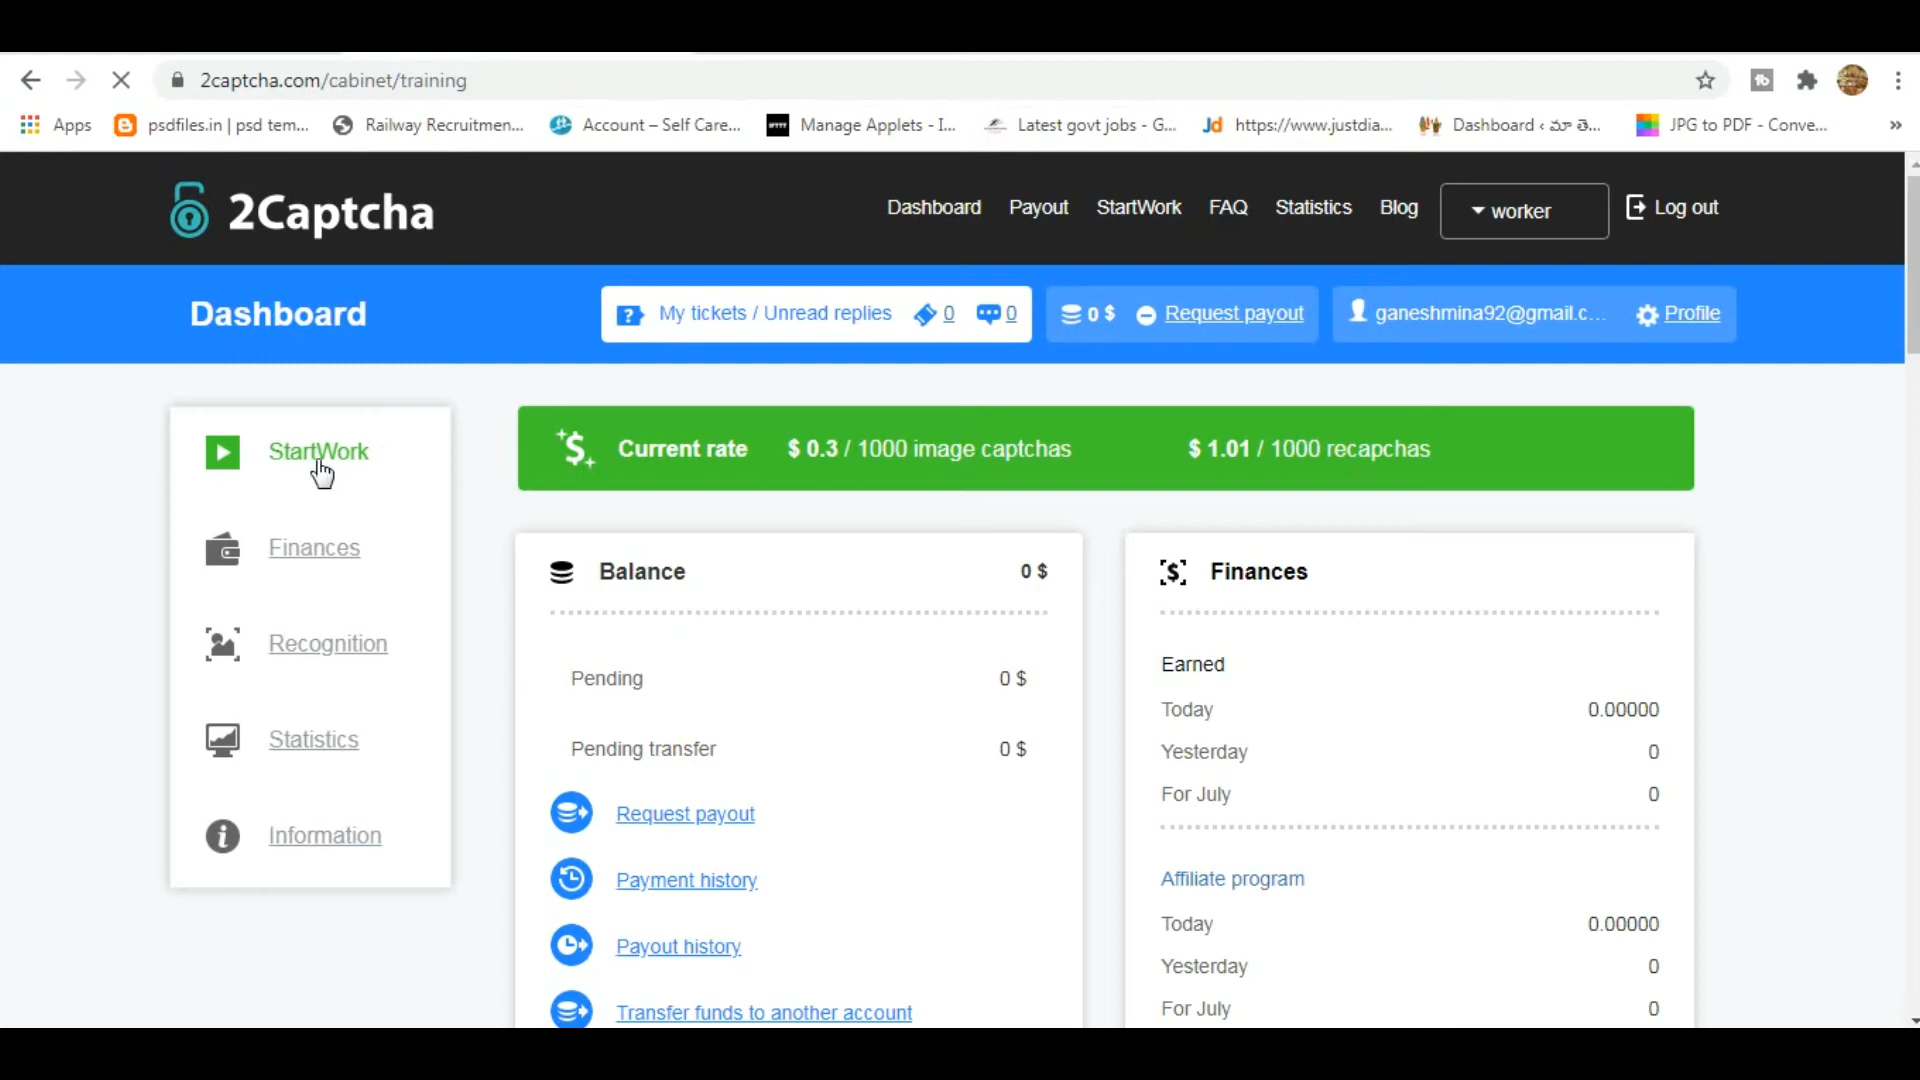 2captcha.com/cabinet/training
Apps psdfiles.in | psd tem... Railway Recruitmen... Account – Self Care... IFTTT Manage Applets - I... Latest govt jobs - G... Jd https://www.justdia... Dashboard ‹ మా తె... JPG to PDF - Conve... »
2Captcha
Dashboard Payout StartWork FAQ Statistics Blog worker Log out
Dashboard
My tickets / Unread replies 0 0 0 $ Request payout ganeshmina92@gmail.c... Profile
StartWork
Finances
Recognition
Statistics
Information
Current rate $ 0.3 / 1000 image captchas $ 1.01 / 1000 recapchas
Balance 0 $
Pending 0 $
Pending transfer 0 $
Request payout
Payment history
Payout history
Transfer funds to another account
Finances
Earned
Today 0.00000
Yesterday 0
For July 0
Affiliate program
Today 0.00000
Yesterday 0
For July 0